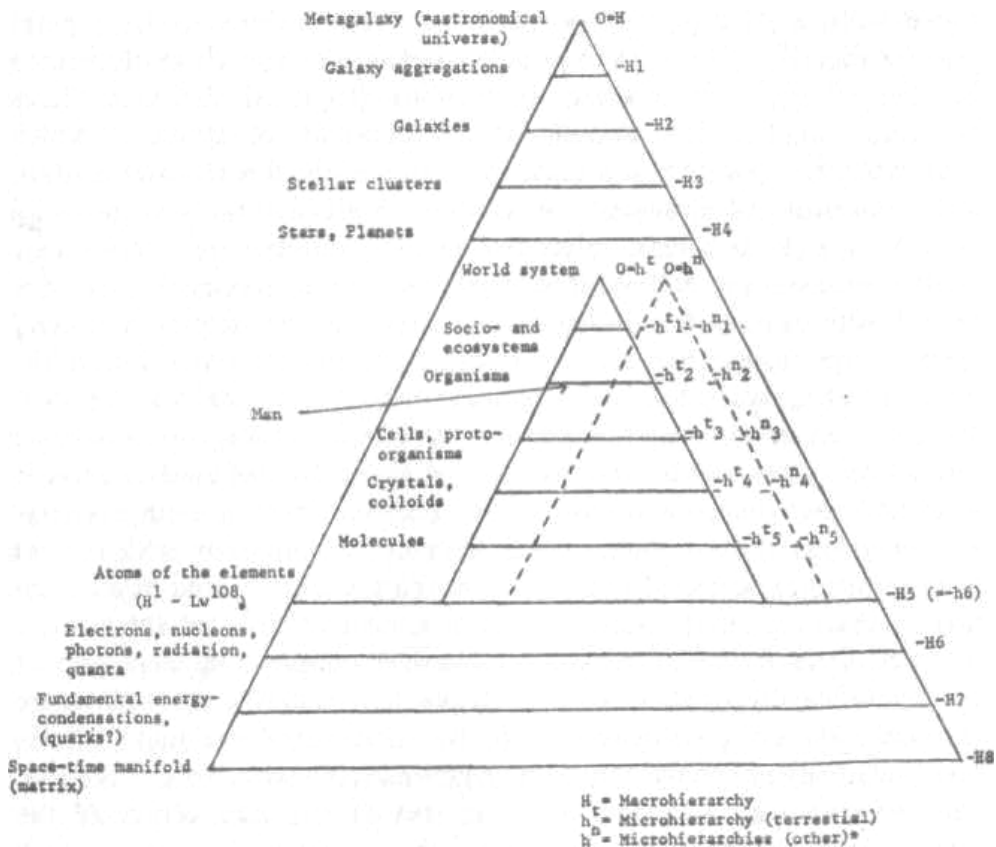 Metagalaxy (=astronomical O=H
universe)
Galaxy aggregations -H1
Galaxies -H2
Stellar clusters -H3
Stars, Planets -H4
World system O=h^t O=h^n
Socio- and -h^t1 -h^n1
ecosystems
Organisms -h^t2 -h^n2
Man
Cells, proto- -h^t3 -h^n3
organisms
Crystals, -h^t4 -h^n4
colloids
Molecules -h^t5 -h^n5
Atoms of the elements
(H^1 - Lw^108) -H5 (=-h6)
Electrons, nucleons, -H6
photons, radiation,
quanta
Fundamental energy- -H7
condensations,
(quarks?)
Space-time manifold -H8
(matrix)
H = Macrohierarchy
h^t = Microhierarchy (terrestial)
h^n = Microhierarchies (other)*